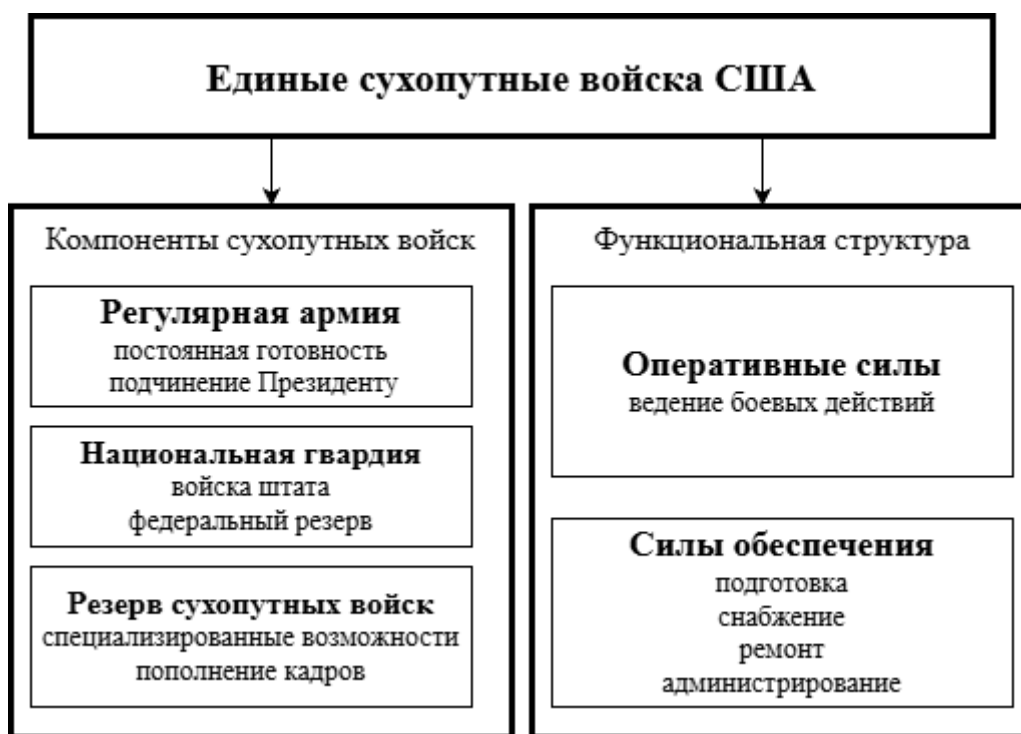 Единые сухопутные войска США
Компоненты сухопутных войск
Регулярная армия
постоянная готовность
подчинение Президенту
Национальная гвардия
войска штата
федеральный резерв
Резерв сухопутных войск
специализированные возможности
пополнение кадров
Функциональная структура
Оперативные силы
ведение боевых действий
Силы обеспечения
подготовка
снабжение
ремонт
администрирование